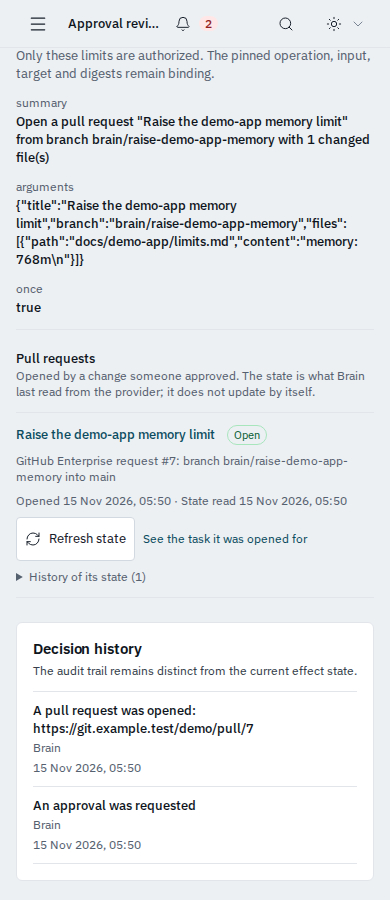 Approval revi...
2
Only these limits are authorized. The pinned operation, input,
target and digests remain binding.
summary
Open a pull request "Raise the demo-app memory limit"
from branch brain/raise-demo-app-memory with 1 changed
file(s)
arguments
{"title":"Raise the demo-app memory
limit","branch":"brain/raise-demo-app-memory","files":
[{"path":"docs/demo-app/limits.md","content":"memory:
768m\n"}]}
once
true
Pull requests
Opened by a change someone approved. The state is what Brain
last read from the provider; it does not update by itself.
Raise the demo-app memory limit
Open
GitHub Enterprise request #7: branch brain/raise-demo-app-
memory into main
Opened 15 Nov 2026, 05:50 · State read 15 Nov 2026, 05:50
Refresh state
See the task it was opened for
History of its state (1)
Decision history
The audit trail remains distinct from the current effect state.
A pull request was opened:
https://git.example.test/demo/pull/7
Brain
15 Nov 2026, 05:50
An approval was requested
Brain
15 Nov 2026, 05:50